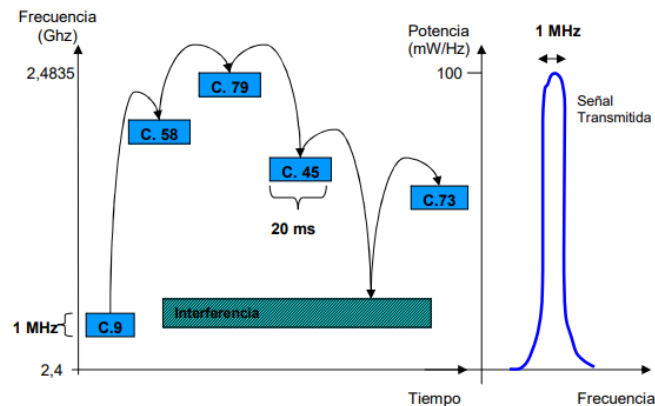 Frecuencia
(Ghz)
2,4835
C. 58
C. 79
C. 45
C.73
20 ms
Interferencia
1 MHz
C.9
2,4
Tiempo
Potencia
(mW/Hz)
1 MHz
100
Señal
Transmitida
Frecuencia